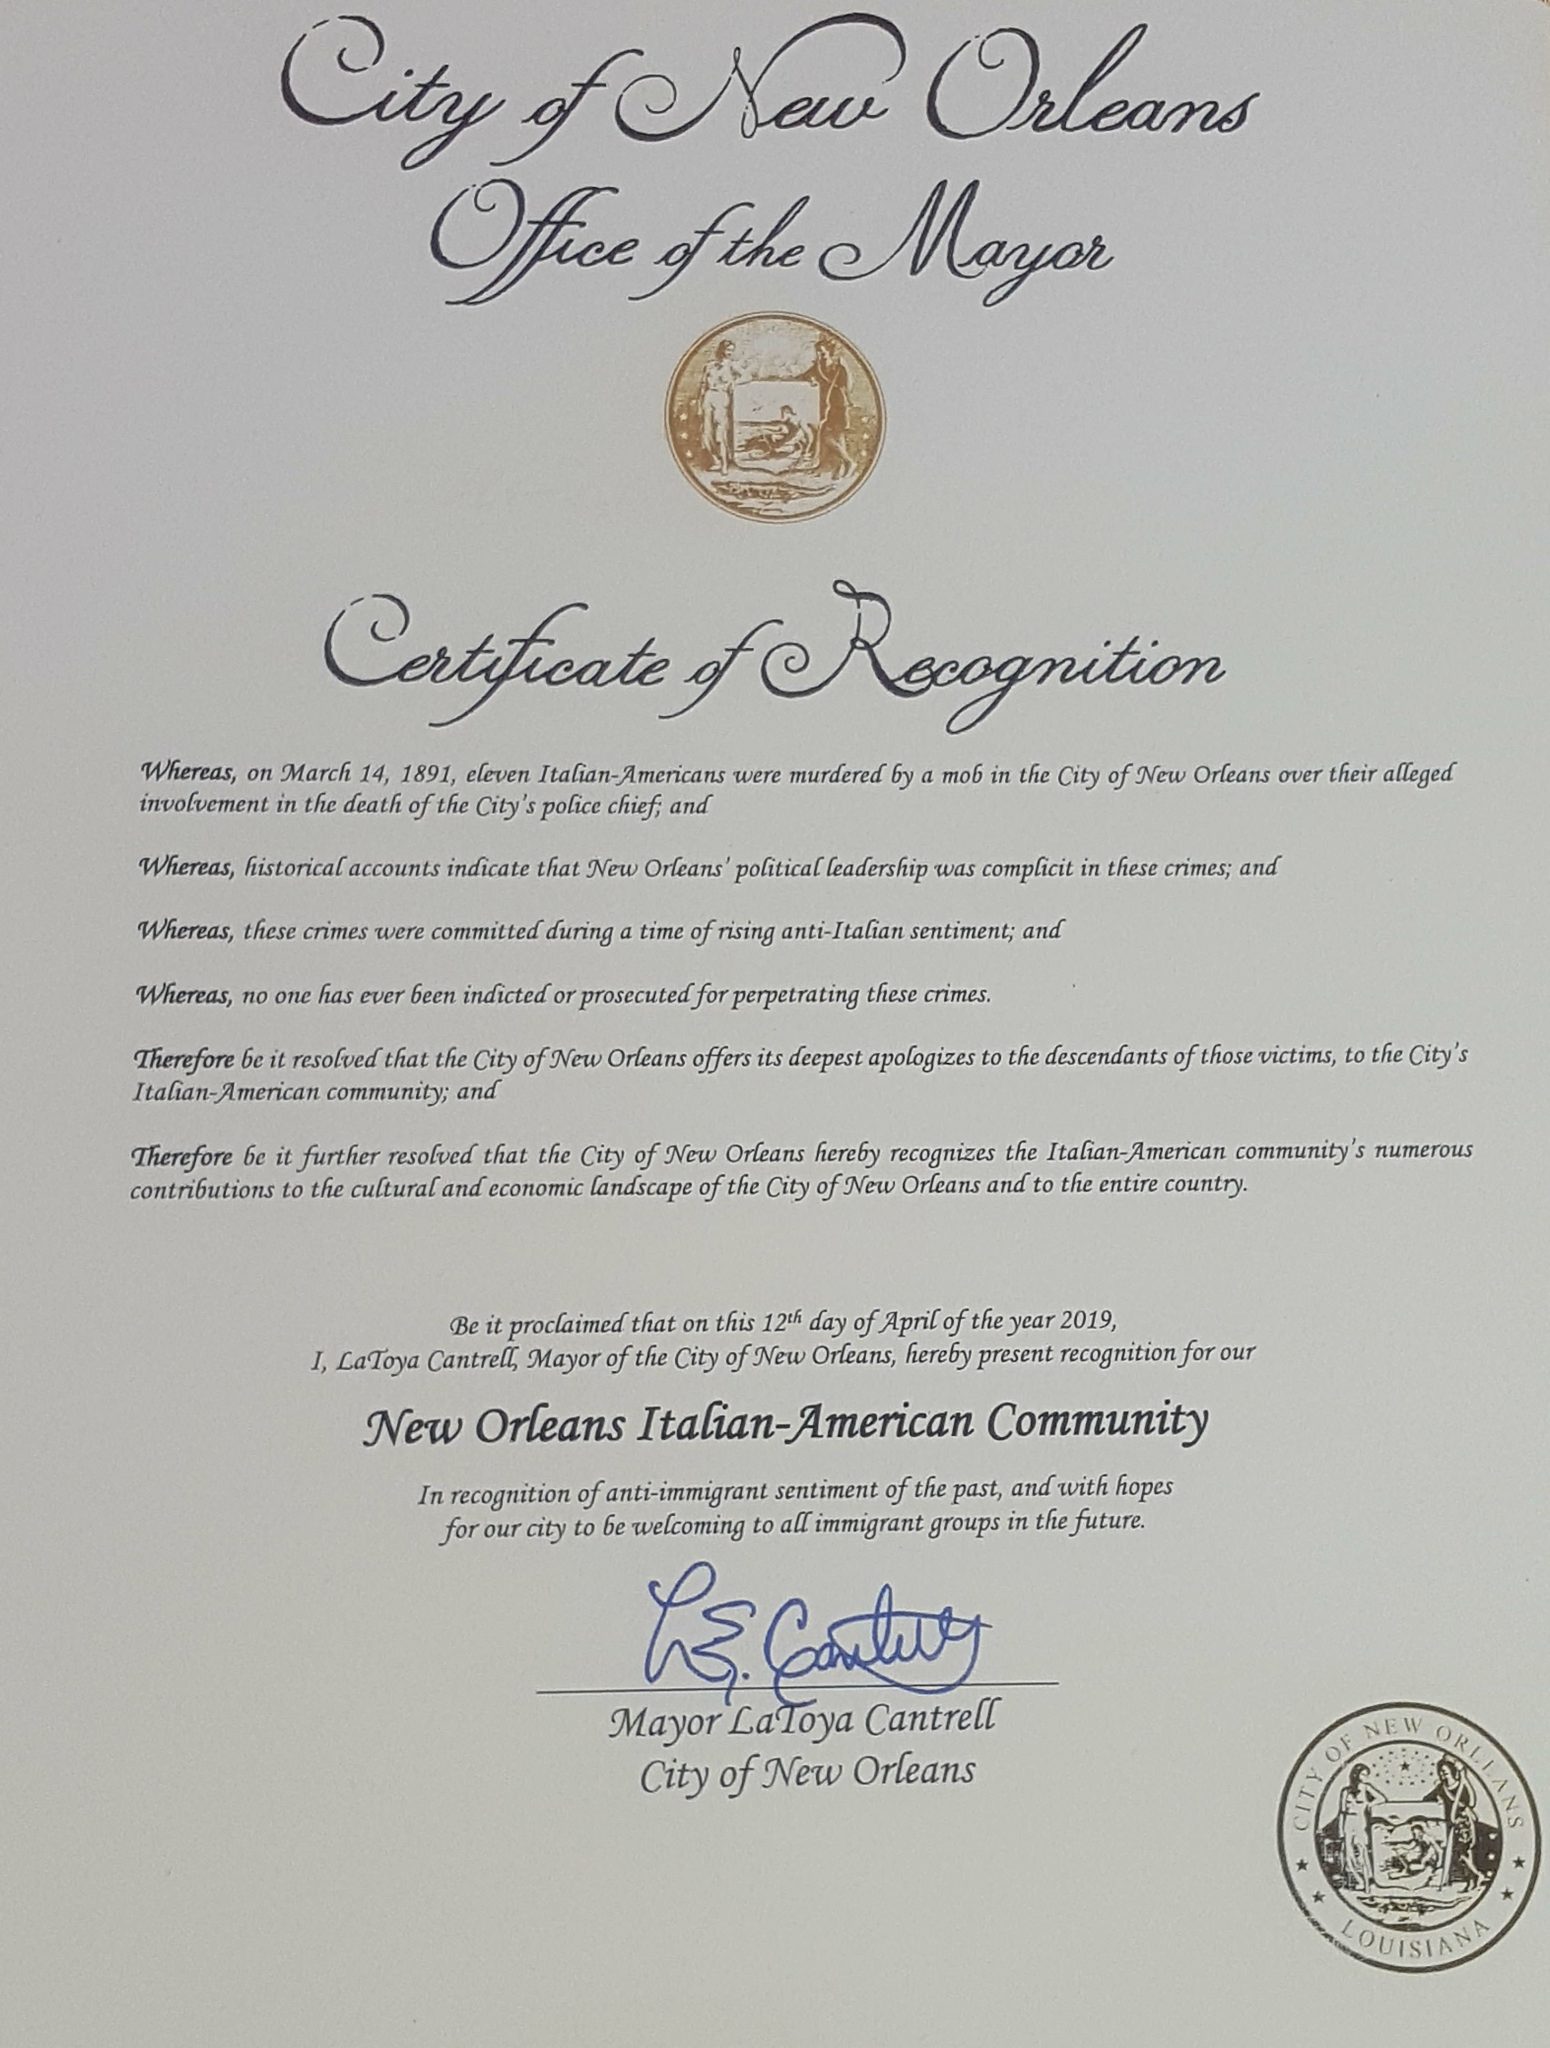 City of New Orleans
Office of the Mayor
Certificate of Recognition
Whereas, on March 14, 1891, eleven Italian-Americans were murdered by a mob in the City of New Orleans over their alleged
involvement in the death of the City's police chief; and
Whereas, historical accounts indicate that New Orleans' political leadership was complicit in these crimes; and
Whereas, these crimes were committed during a time of rising anti-Italian sentiment; and
Whereas, no one has ever been indicted or prosecuted for perpetrating these crimes.
Therefore be it resolved that the City of New Orleans offers its deepest apologizes to the descendants of those victims, to the City's
Italian-American community; and
Therefore be it further resolved that the City of New Orleans hereby recognizes the Italian-American community's numerous
contributions to the cultural and economic landscape of the City of New Orleans and to the entire country.
Be it proclaimed that on this 12th day of April of the year 2019,
I, LaToya Cantrell, Mayor of the City of New Orleans, hereby present recognition for our
New Orleans Italian-American Community
In recognition of anti-immigrant sentiment of the past, and with hopes
for our city to be welcoming to all immigrant groups in the future.
L E. Cantrell
Mayor LaToya Cantrell
City of New Orleans
CITY OF NEW ORLEANS
LOUISIANA